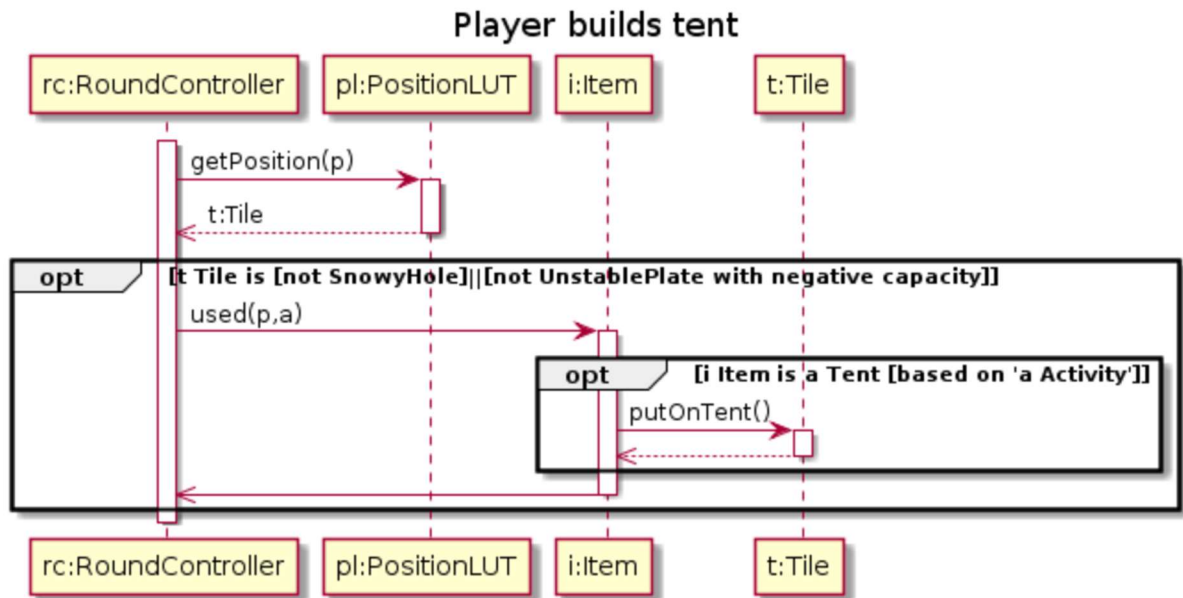 Player builds tent
rc:RoundController pl:PositionLUT i:Item t:Tile
getPosition(p)
t:Tile
opt [t Tile is [not SnowyHole]||[not UnstablePlate with negative capacity]]
used(p,a)
opt [i Item is a Tent [based on 'a Activity']]
putOnTent()
rc:RoundController pl:PositionLUT i:Item t:Tile